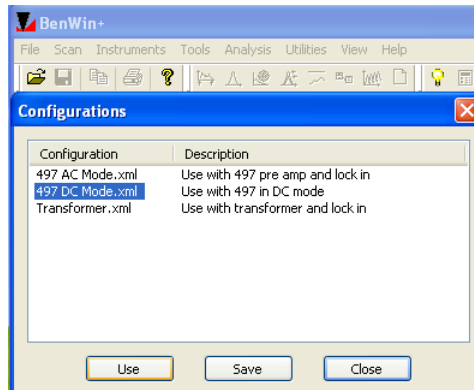 BenWin+
File Scan Instruments Tools Analysis Utilities View Help
Configurations
Configuration Description
497 AC Mode.xml Use with 497 pre amp and lock in
497 DC Mode.xml Use with 497 in DC mode
Transformer.xml Use with transformer and lock in
Use Save Close